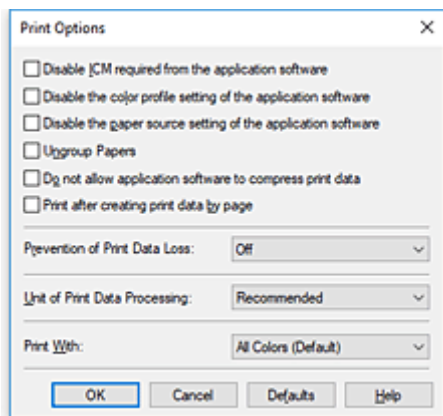 Print Options
Disable ICM required from the application software
Disable the color profile setting of the application software
Disable the paper source setting of the application software
Ungroup Papers
Do not allow application software to compress print data
Print after creating print data by page
Prevention of Print Data Loss: Off
Unit of Print Data Processing: Recommended
Print With: All Colors (Default)
OK Cancel Defaults Help